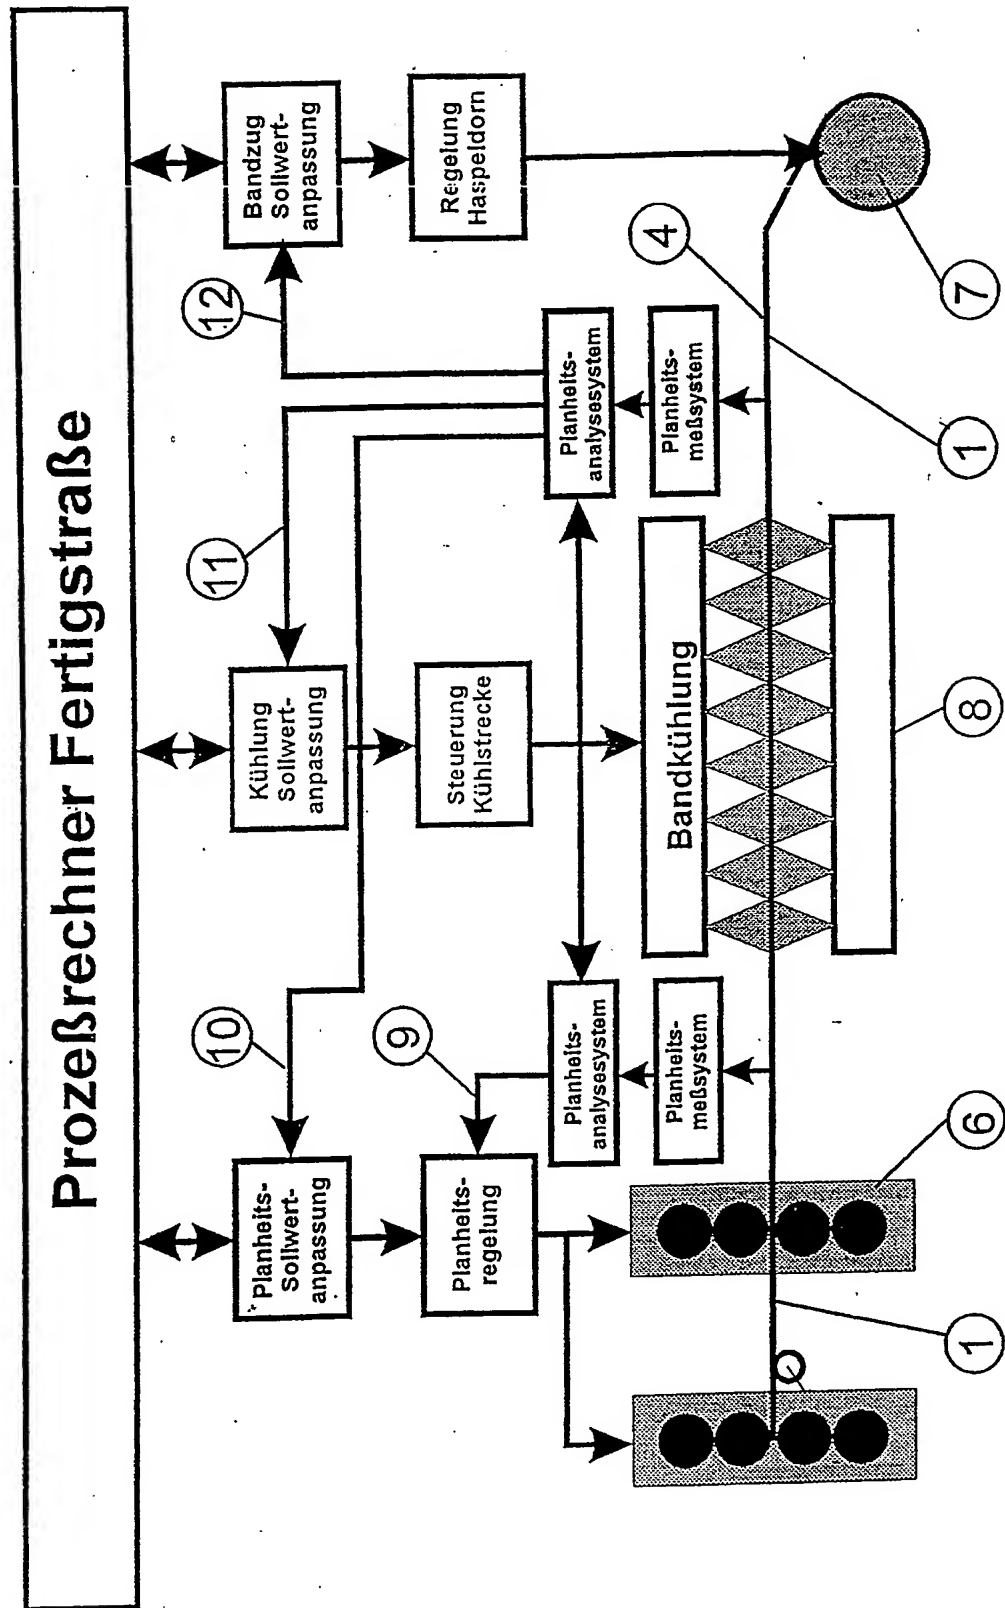 Prozeßrechner Fertigstraße
Planheits-
Sollwert-
anpassung
10
Kühlung
Sollwert-
anpassung
11
12
Bandzug
Sollwert-
anpassung
Planheits-
regelung
9
Steuerung
Kühlstrecke
Regelung
Haspeldorn
Planheits-
analysesystem
Planheits-
analysesystem
Planheits-
meßsystem
Bandkühlung
Planheits-
meßsystem
4
1
6
8
1
7